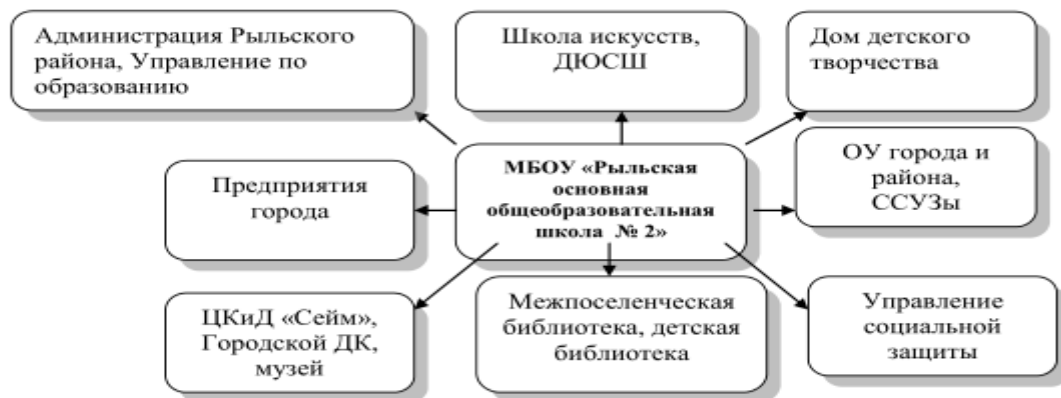 Администрация Рыльского
района, Управление по
образованию
Школа искусств,
ДЮСШ
Дом детского
творчества
Предприятия
города
МБОУ «Рыльская
основная
общеобразовательная
школа № 2»
ОУ города и
района,
ССУЗы
ЦКиД «Сейм»,
Городской ДК,
музей
Межпоселенческая
библиотека, детская
библиотека
Управление
социальной
защиты